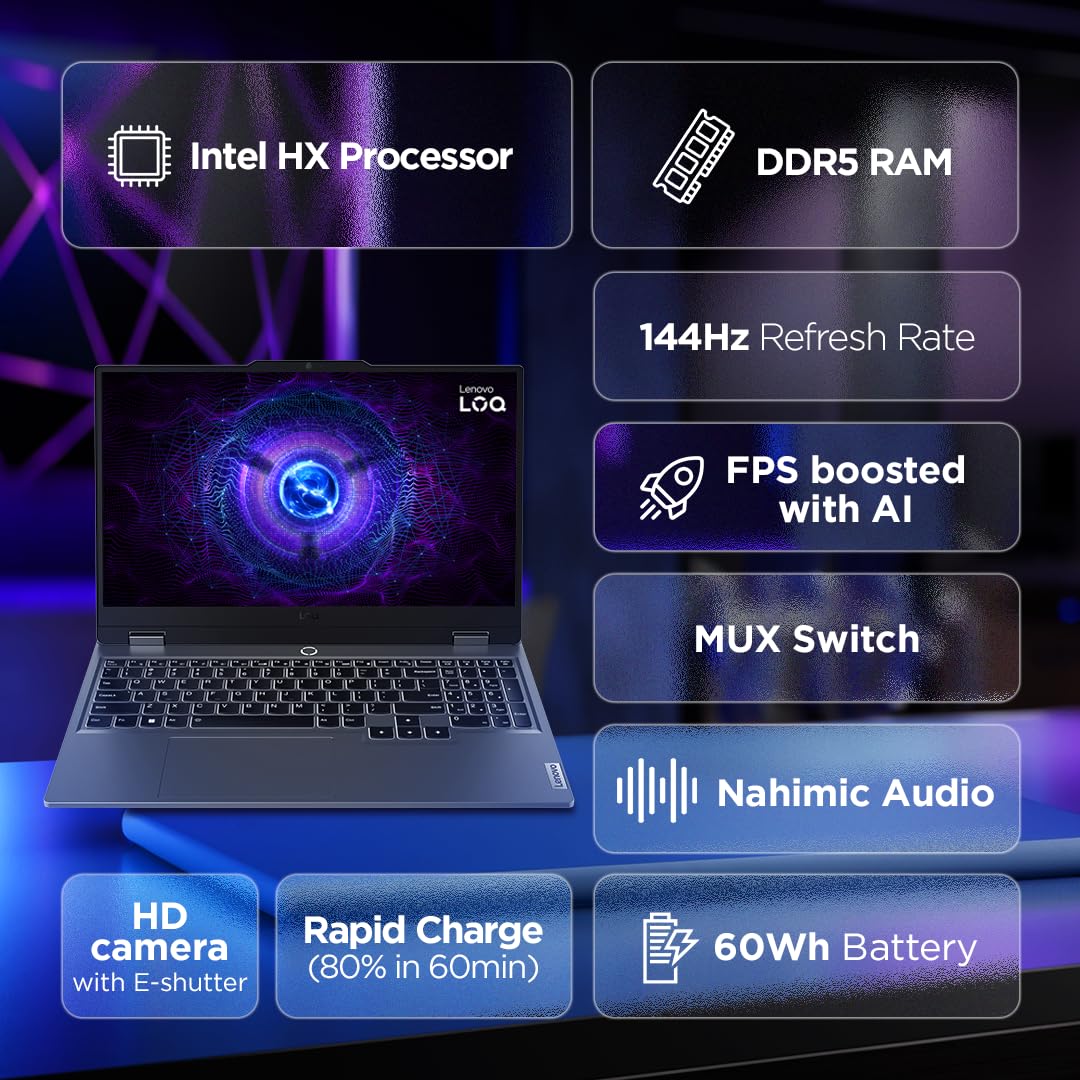 Intel HX Processor
DDR5 RAM
144Hz Refresh Rate
Lenovo
LOQ
FPS boosted
with AI
MUX Switch
Lenovo
Nahimic Audio
HD
camera
with E-shutter
Rapid Charge
(80% in 60min)
60Wh Battery